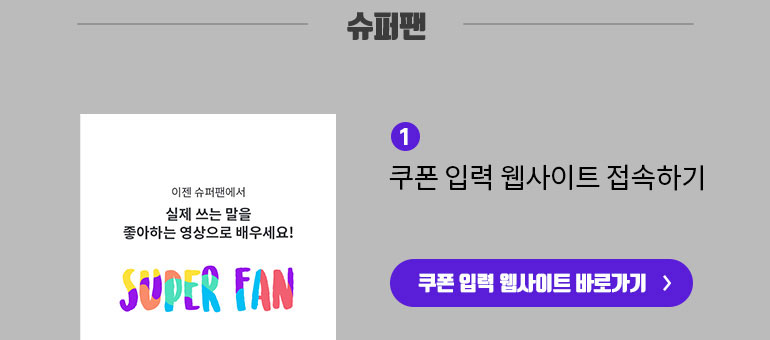 슈퍼팬
1
쿠폰 입력 웹사이트 접속하기
이젠 슈퍼팬에서
실제 쓰는 말을
좋아하는 영상으로 배우세요!
SUPER FAN
쿠폰 입력 웹사이트 바로가기 >